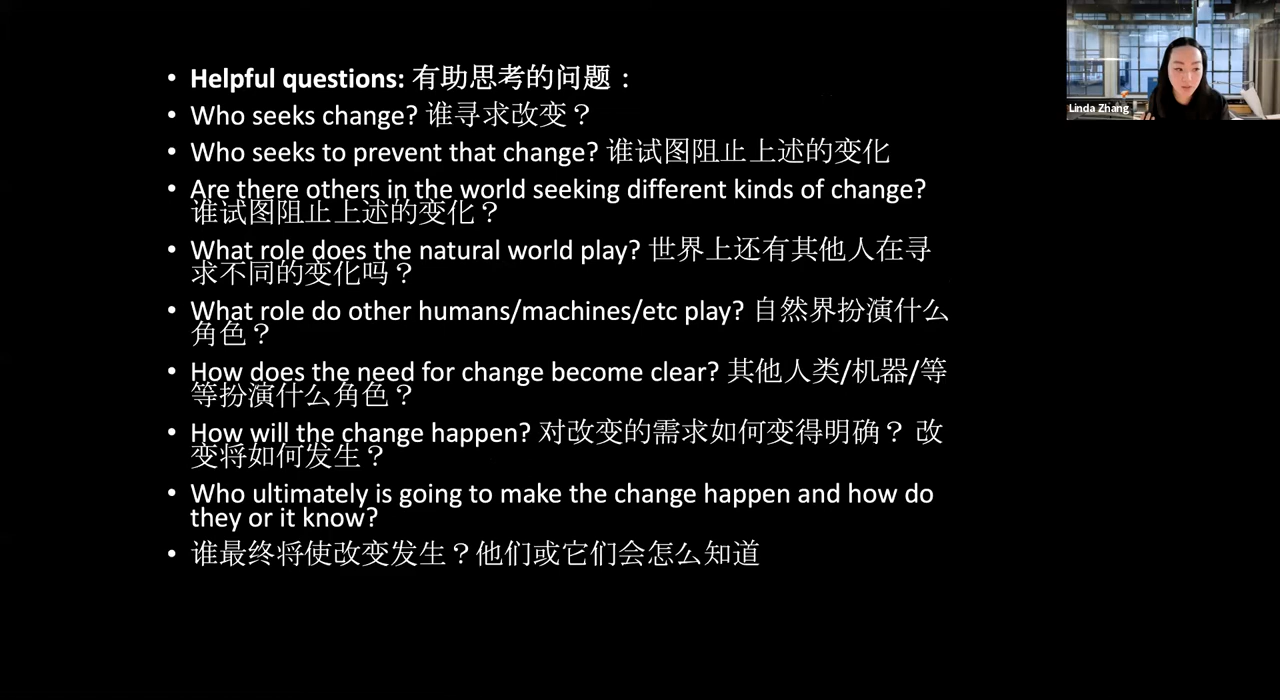 • Helpful questions: 有助思考的问题：
• Who seeks change? 谁寻求改变？
• Who seeks to prevent that change? 谁试图阻止上述的变化
• Are there others in the world seeking different kinds of change?
谁试图阻止上述的变化？
• What role does the natural world play? 世界上还有其他人在寻
求不同的变化吗？
• What role do other humans/machines/etc play? 自然界扮演什么
角色？
• How does the need for change become clear? 其他人类/机器/等
等扮演什么角色？
• How will the change happen? 对改变的需求如何变得明确？ 改
变将如何发生？
• Who ultimately is going to make the change happen and how do
they or it know?
• 谁最终将使改变发生？他们或它们会怎么知道
Linda Zhang